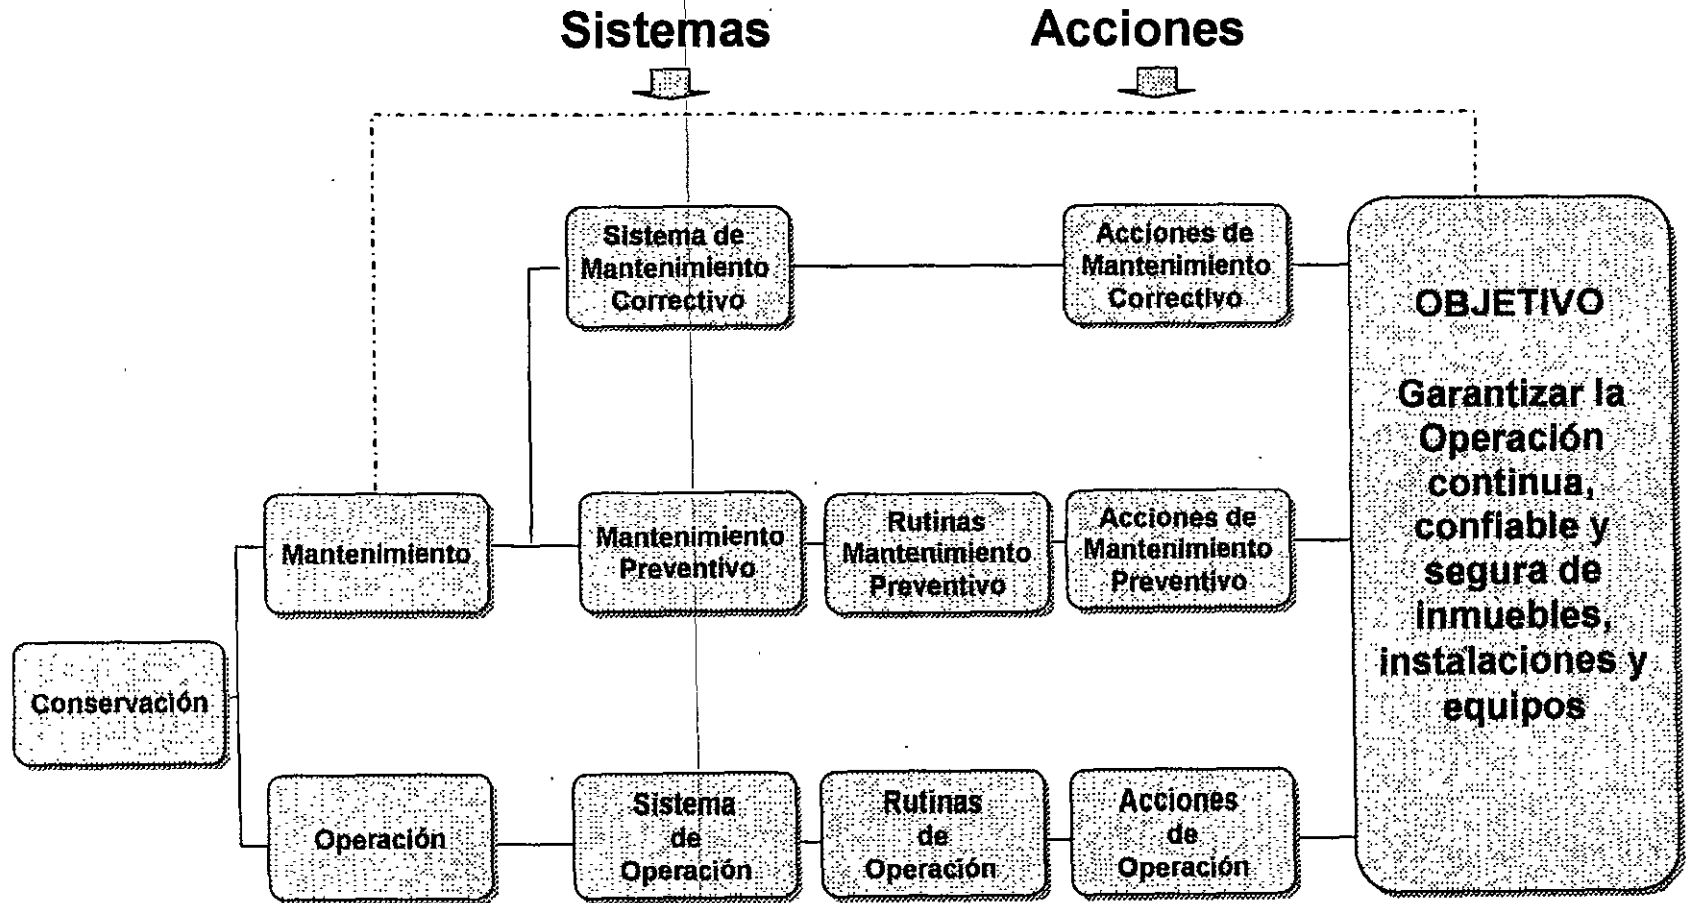 Sistemas
Acciones
Sistema de
Mantenimiento
Correctivo
Acciones de
Mantenimiento
Correctivo
OBJETIVO
Garantizar la
Operación
continua,
confiable y
segura de
inmuebles,
instalaciones y
equipos
Mantenimiento
Mantenimiento
Preventivo
Rutinas
Mantenimiento
Preventivo
Acciones de
Mantenimiento
Preventivo
Conservación
Operación
Sistema
de
Operación
Rutinas
de
Operación
Acciones
de
Operación